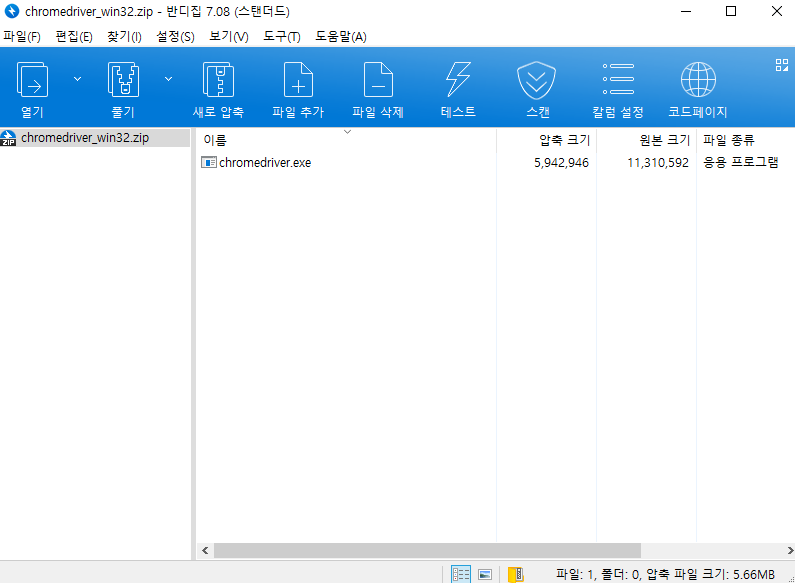 chromedriver_win32.zip - 반디집 7.08 (스탠더드)
파일(F) 편집(E) 찾기(I) 설정(S) 보기(V) 도구(T) 도움말(A)
열기 풀기 새로 압축 파일 추가 파일 삭제 테스트 스캔 칼럼 설정 코드페이지
ZIP chromedriver_win32.zip
이름 압축 크기 원본 크기 파일 종류
chromedriver.exe 5,942,946 11,310,592 응용 프로그램
파일: 1, 폴더: 0, 압축 파일 크기: 5.66MB